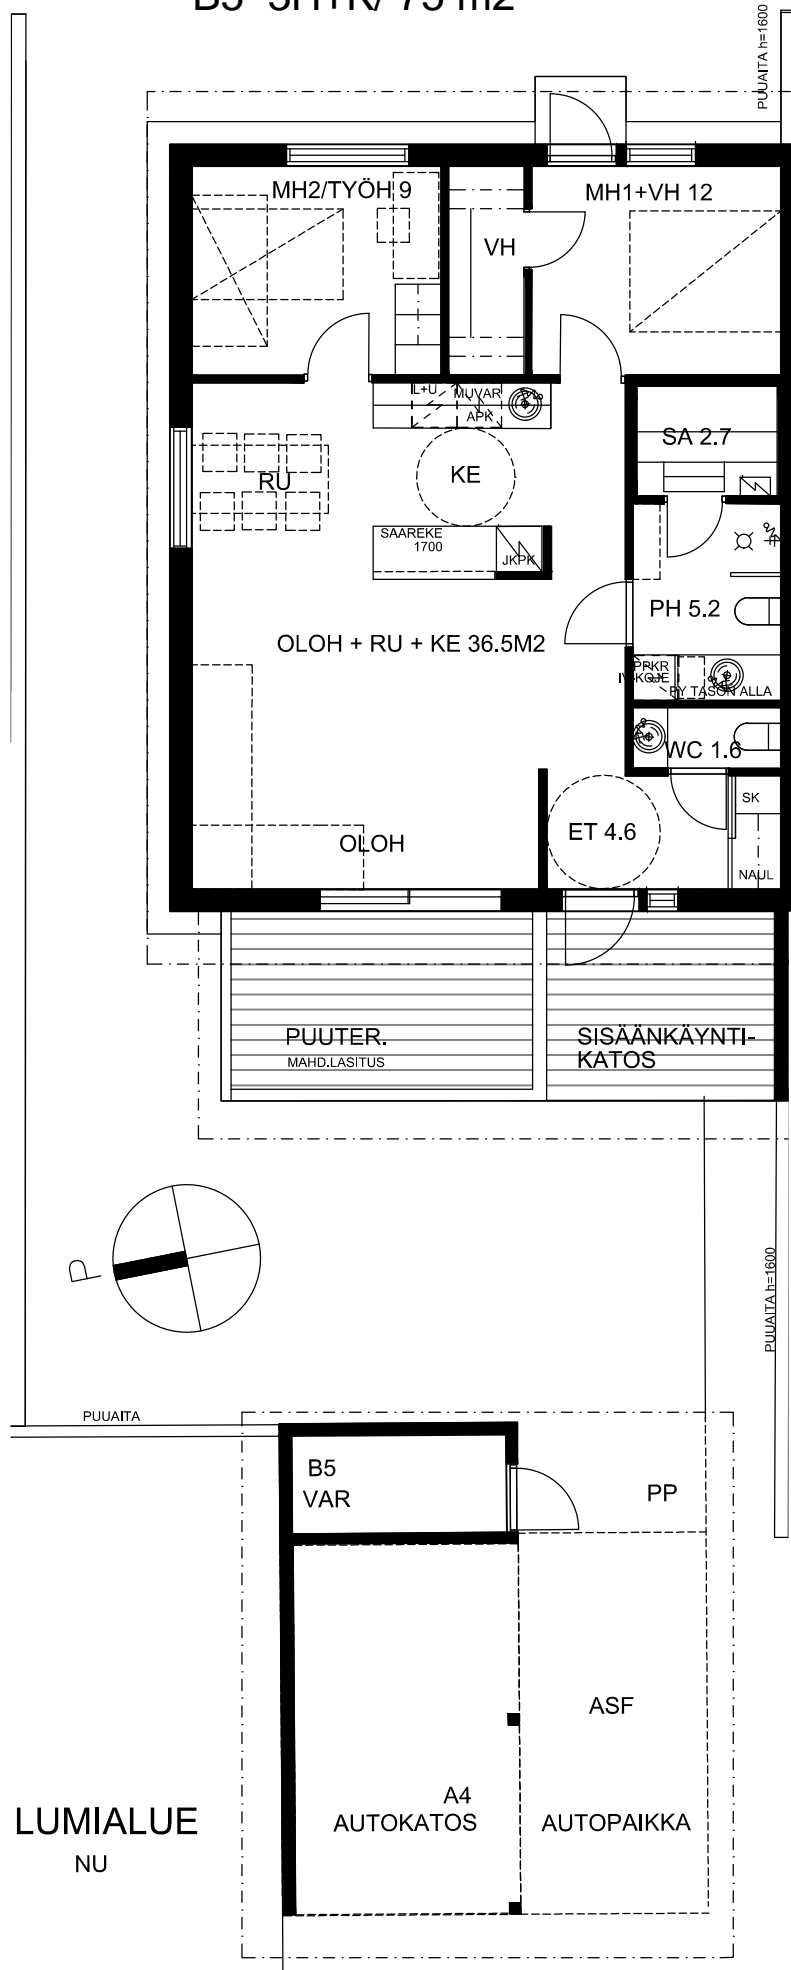 B5 3H+K/ 75 m2
PUUAITA h=1600
MH2/TYÖH 9
MH1+VH 12
VH
L+U
MUVAR
APK
SA 2.7
RU
KE
SAAREKE
1700
JKPK
PH 5.2
OLOH + RU + KE 36.5M2
PPKR
IV-KOJE
PY TASON ALLA
WC 1.6
SK
ET 4.6
OLOH
NAUL
PUUTER.
MAHD.LASITUS
SISÄÄNKÄYNTI-
KATOS
P
PUUAITA h=1600
PUUAITA
B5
VAR
PP
ASF
A4
AUTOKATOS
AUTOPAIKKA
LUMIALUE
NU